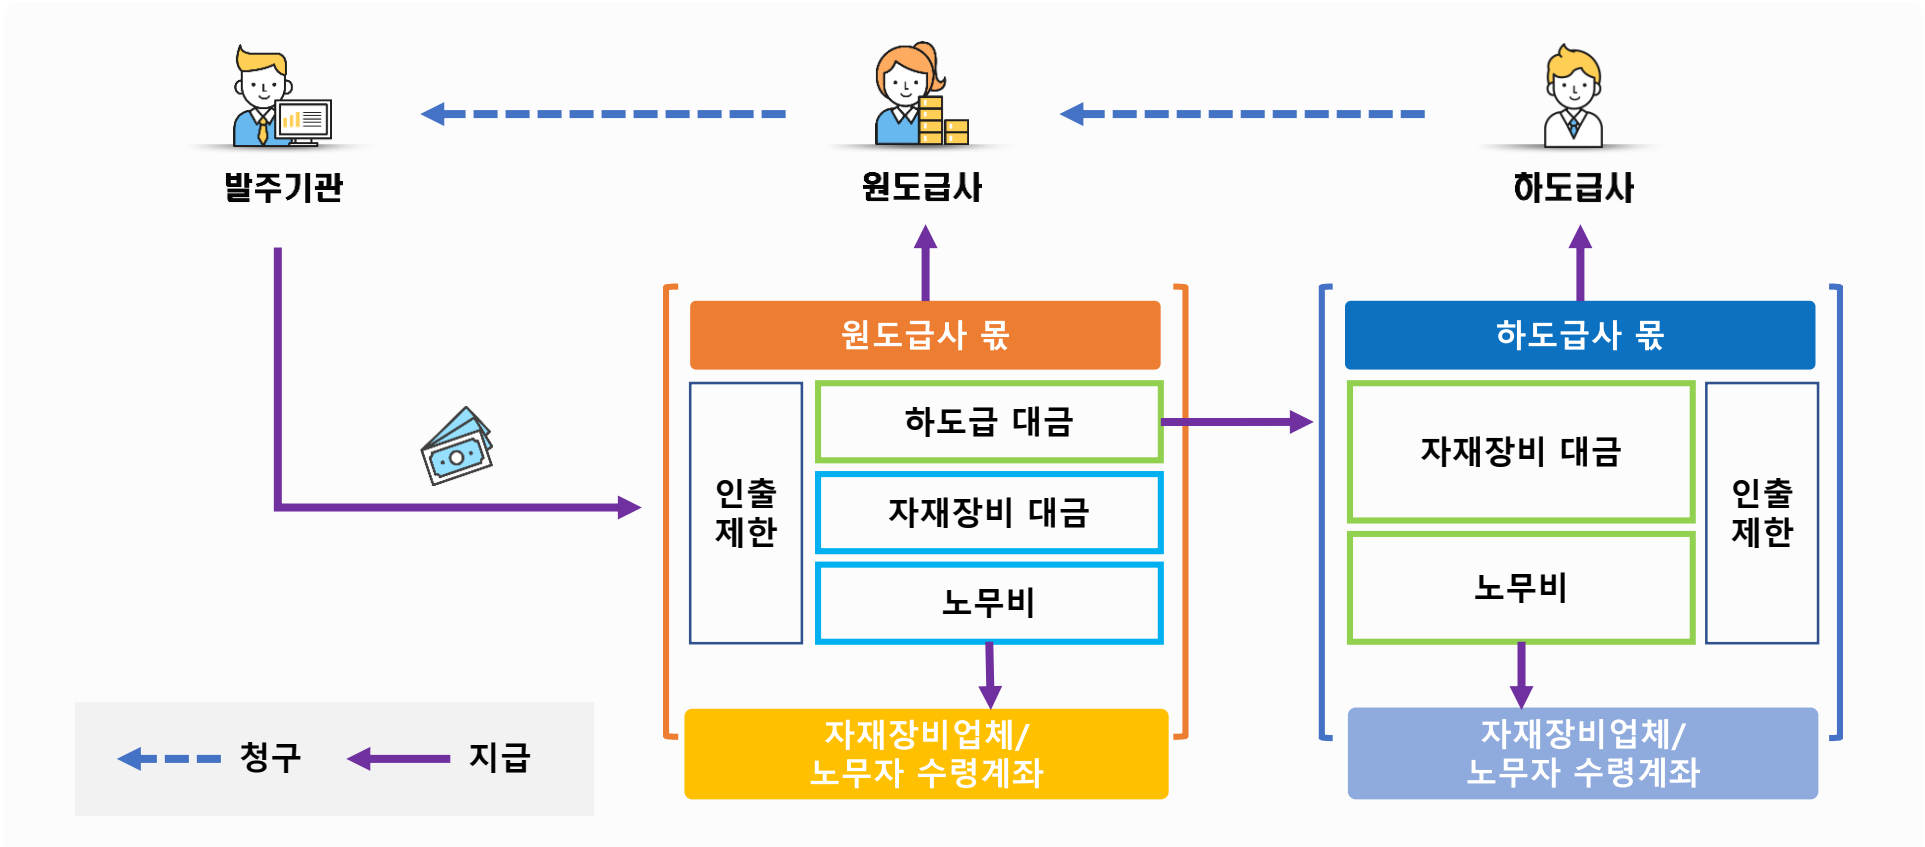 발주기관
원도급사
하도급사
원도급사 몫
인출
제한
하도급 대금
자재장비 대금
노무비
자재장비업체/
노무자 수령계좌
하도급사 몫
자재장비 대금
노무비
인출
제한
자재장비업체/
노무자 수령계좌
청구
지급